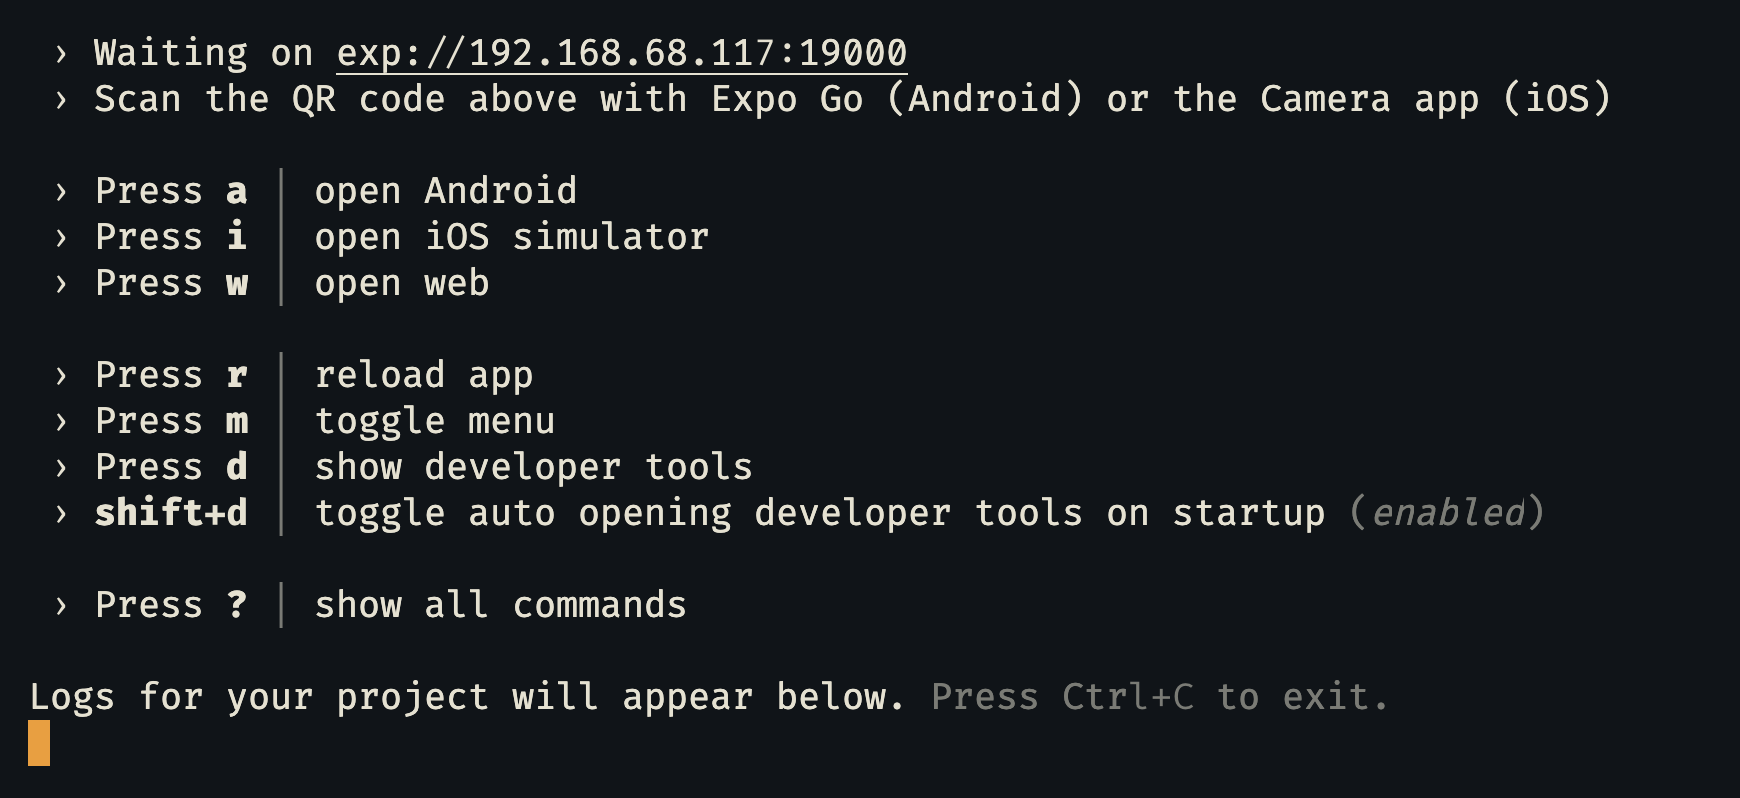 › Waiting on exp://192.168.68.117:19000
› Scan the QR code above with Expo Go (Android) or the Camera app (iOS)
› Press a │ open Android
› Press i │ open iOS simulator
› Press w │ open web
› Press r │ reload app
› Press m │ toggle menu
› Press d │ show developer tools
› shift+d │ toggle auto opening developer tools on startup (enabled)
› Press ? │ show all commands
Logs for your project will appear below. Press Ctrl+C to exit.